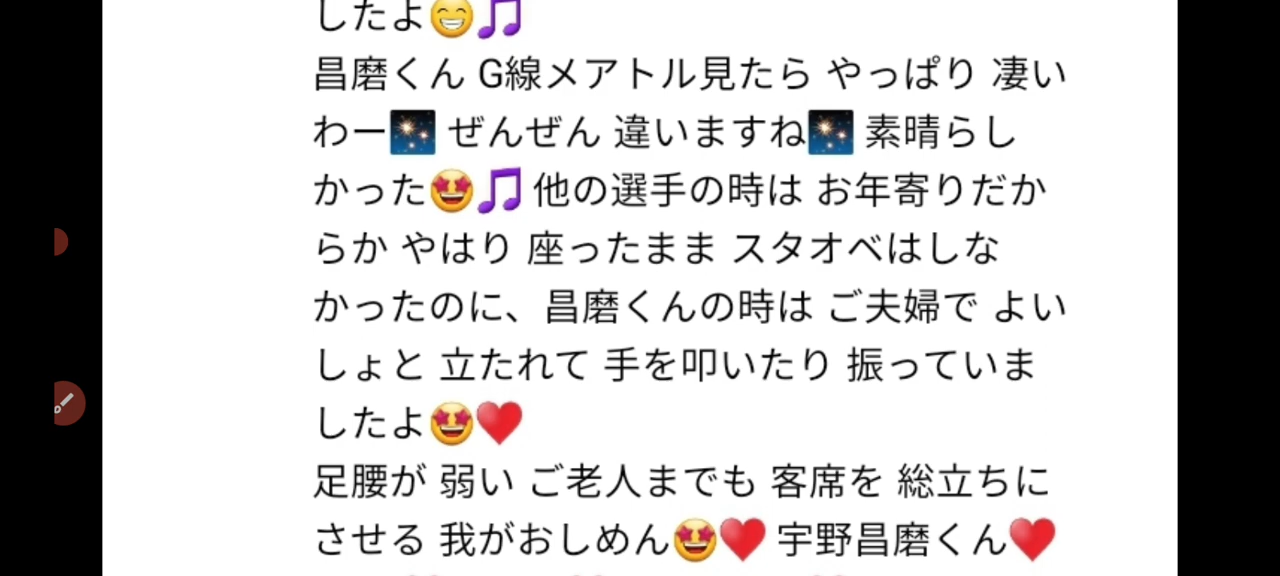 したよ😁🎵
昌磨くん G線メアトル見たら やっぱり 凄い
わー🎇 ぜんぜん 違いますね🎇 素晴らし
かった🤩🎵 他の選手の時は お年寄りだか
らか やはり 座ったまま スタオベはしな
かったのに、昌磨くんの時は ご夫婦で よい
しょと 立たれて 手を叩いたり 振っていま
したよ🤩♥️
足腰が 弱い ご老人までも 客席を 総立ちに
させる 我がおしめん🤩♥️ 宇野昌磨くん♥️